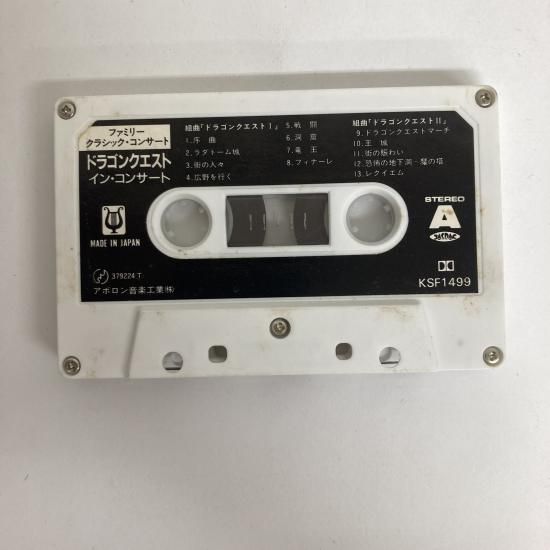 ファミリー
クラシック・コンサート
ドラゴンクエスト
イン・コンサート
MADE IN JAPAN
379224 T
アポロン音楽工業㈱
組曲「ドラゴンクエストⅠ」
1.序 曲
2.ラダトーム城
3.街の人々
4.広野を行く
5.戦 闘
6.洞 窟
7.竜 王
8.フィナーレ
組曲「ドラゴンクエストⅡ」
9.ドラゴンクエストマーチ
10.王 城
11.街の賑わい
12.恐怖の地下洞〜魔の塔
13.レクイエム
STEREO
A
KSF1499